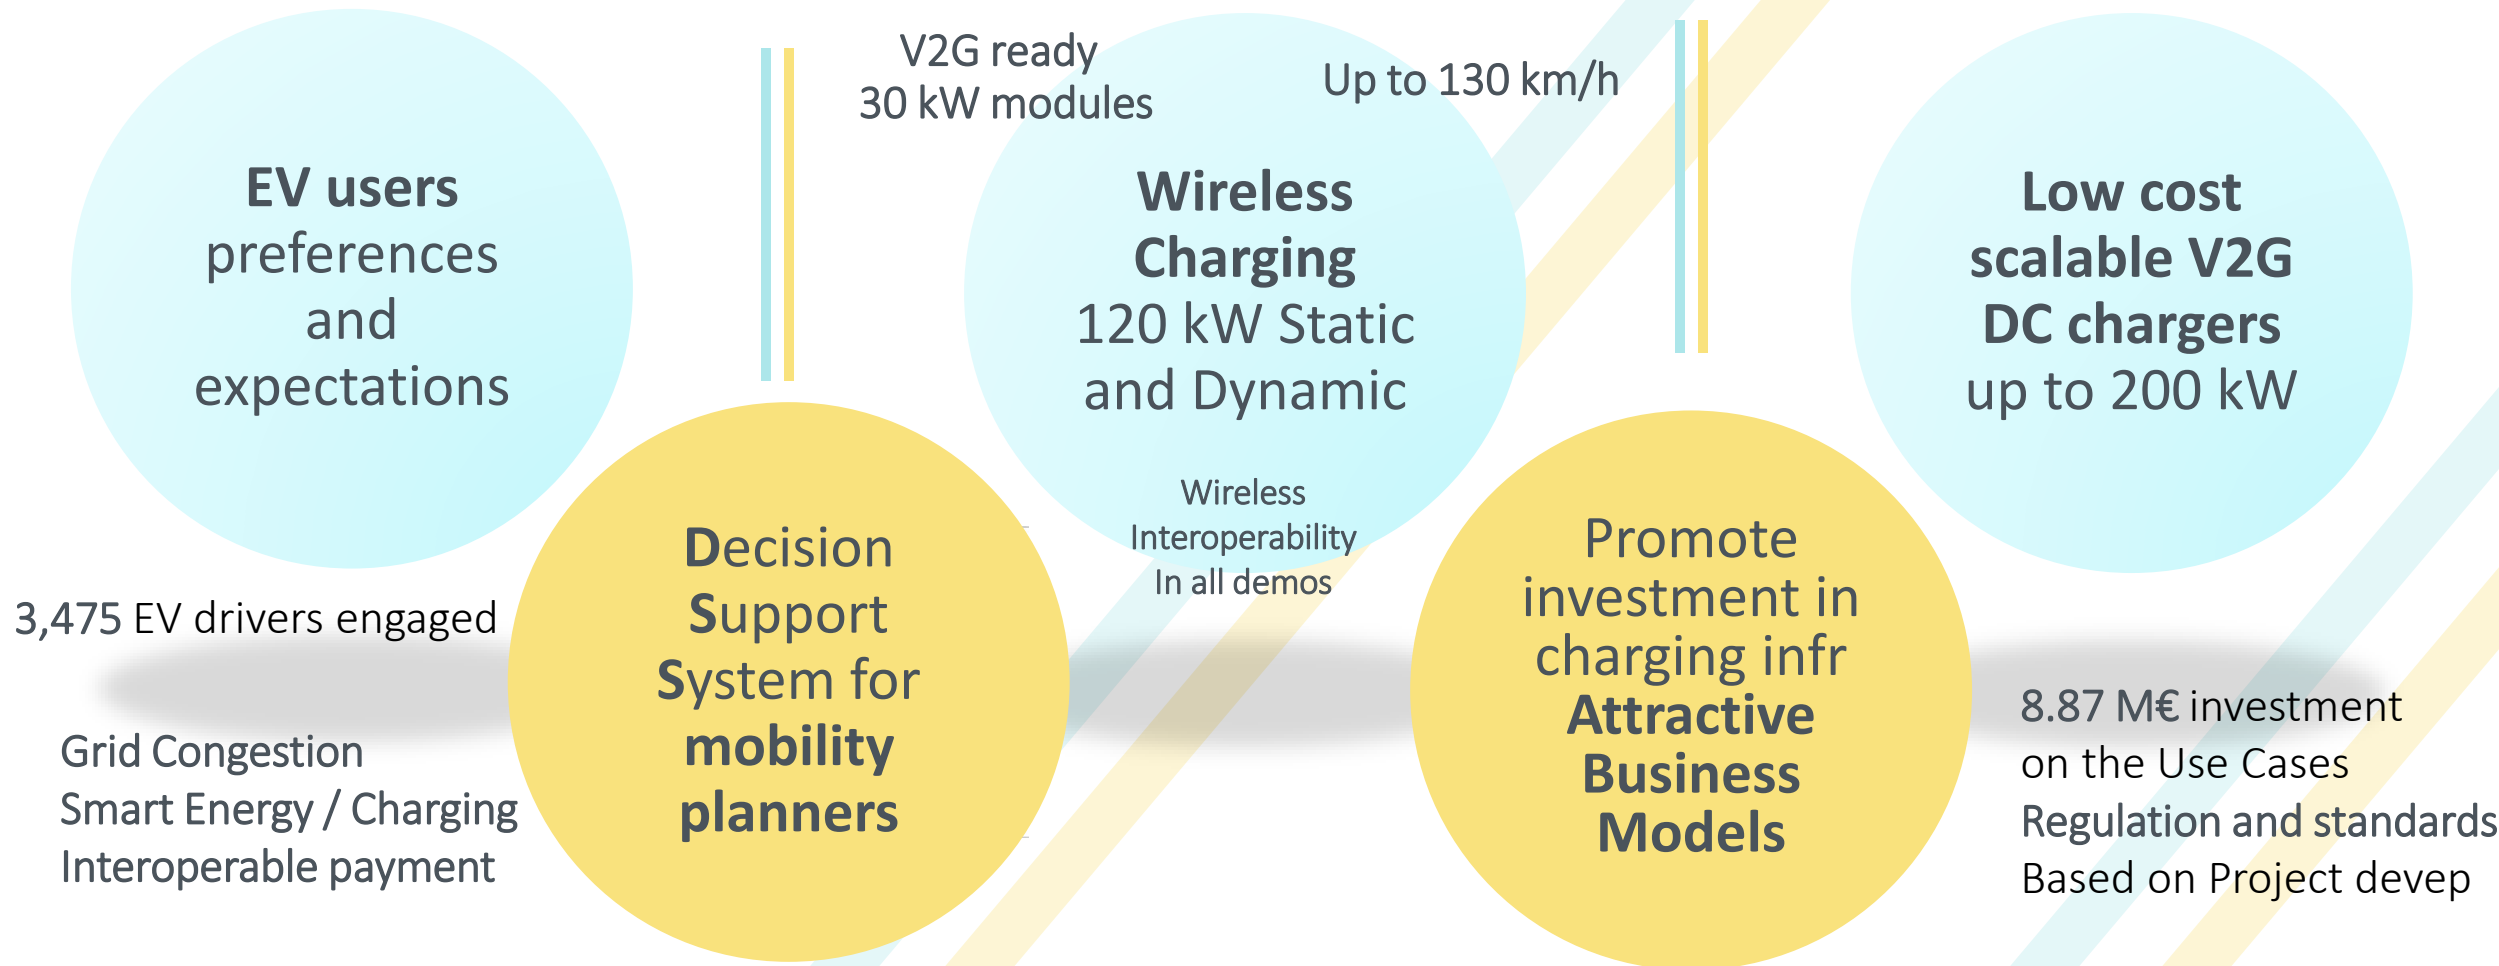 EV users
preferences
and
expectations
V2G ready
30 kW modules
Up to 130 km/h
Wireless
Charging
120 kW Static
and Dynamic
Wireless
Interoperability
In all demos
Low cost
scalable V2G
DC chargers
up to 200 kW
3,475 EV drivers engaged
Grid Congestion
Smart Energy / Charging
Interoperable payment
Decision
Support
System for
mobility
planners
Promote
investment in
charging infr
Attractive
Business
Models
8.87 M€ investment
on the Use Cases
Regulation and standards
Based on Project devep